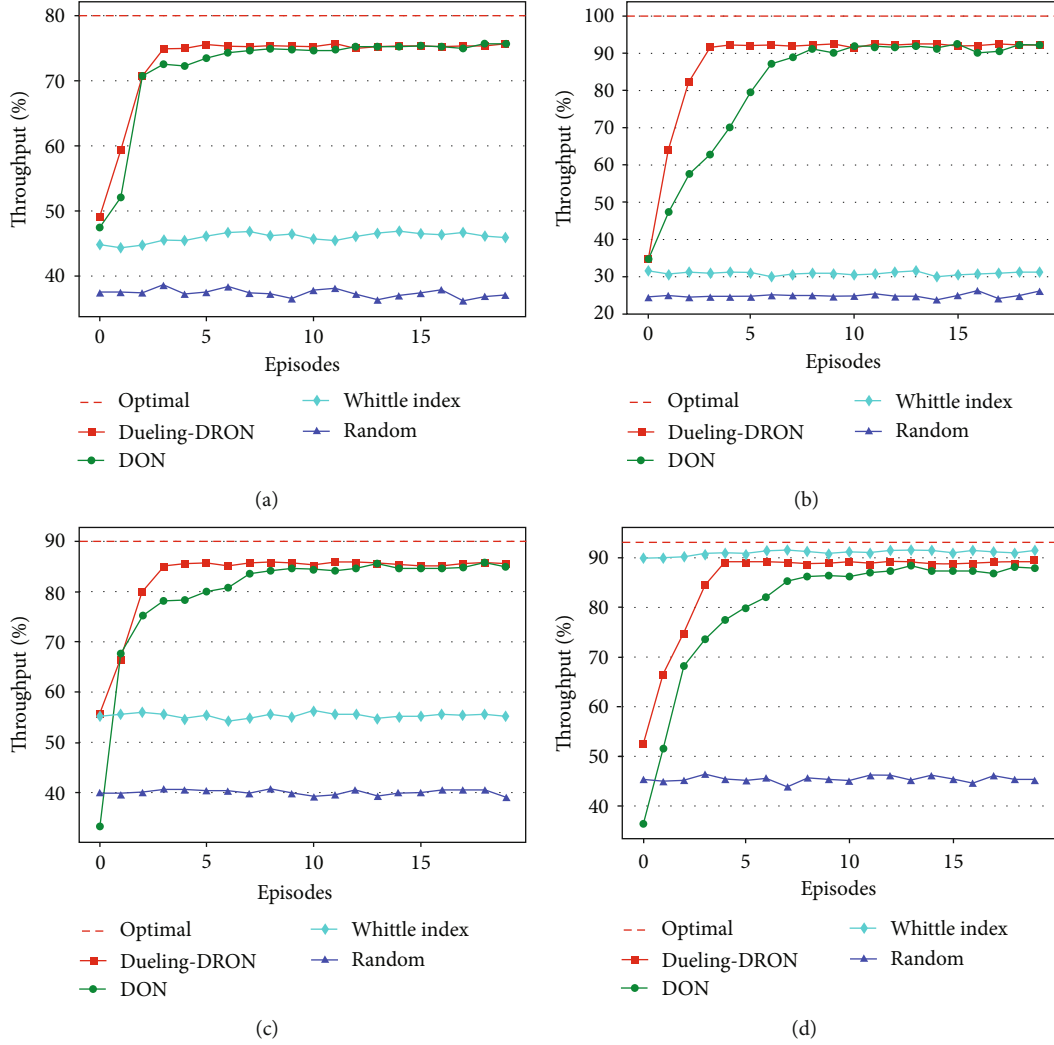 80
70
60
50
40
Throughput (%)
0 5 10 15
Episodes
Optimal
Dueling-DRON
DON
Whittle index
Random
(a)
100
90
80
70
60
50
40
30
20
Throughput (%)
0 5 10 15
Episodes
Optimal
Dueling-DRON
DON
Whittle index
Random
(b)
90
80
70
60
50
40
Throughput (%)
0 5 10 15
Episodes
Optimal
Dueling-DRON
DON
Whittle index
Random
(c)
90
80
70
60
50
40
Throughput (%)
0 5 10 15
Episodes
Optimal
Dueling-DRON
DON
Whittle index
Random
(d)